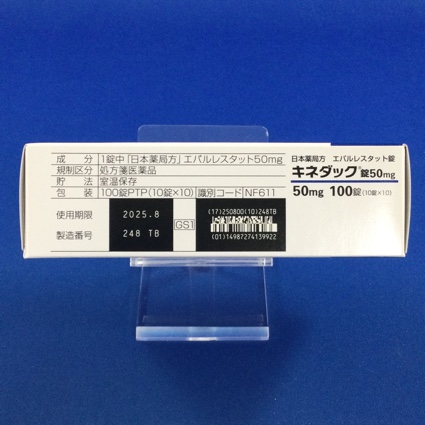 成分 1錠中「日本薬局方」エパルレスタット50mg
規制区分 処方箋医薬品
貯法 室温保存
包装 100錠PTP(10錠×10) 識別コード NF611
使用期限 2025.8
製造番号 248 TB
GS1
(17)250800(10)248TB
(01)14987274139922
日本薬局方 エパルレスタット錠
キネダック®錠50mg
50mg 100錠(10錠×10)